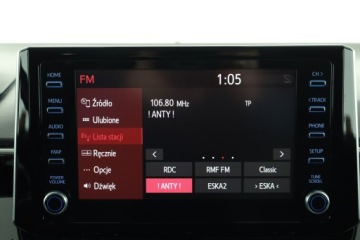 FM
1:05
HOME
MENU
AUDIO
MAP
POWER
VOLUME
Źródło
Ulubione
Lista stacji
Ręcznie
Opcje
Dźwięk
106.80 MHz
TP
! ANTY !
RDC
RMF FM
Classic
! ANTY !
ESKA2
> ESKA <
CH >
< TRACK
PHONE
SETUP
TUNE
SCROLL